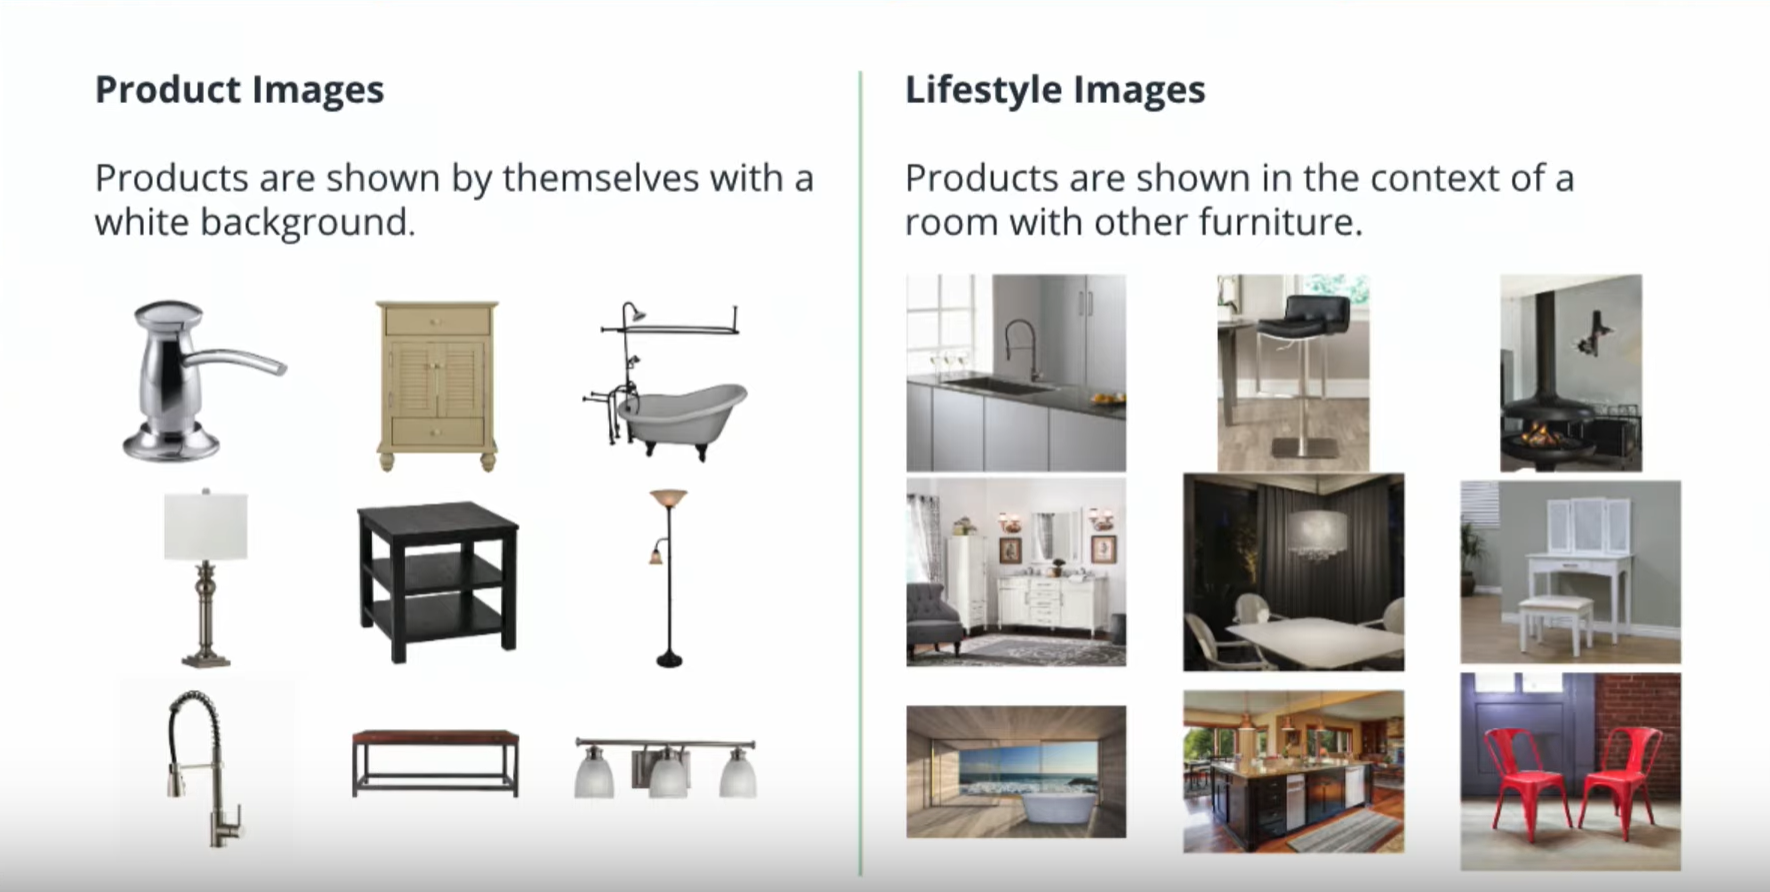 Product Images
Products are shown by themselves with a
white background.
Lifestyle Images
Products are shown in the context of a
room with other furniture.